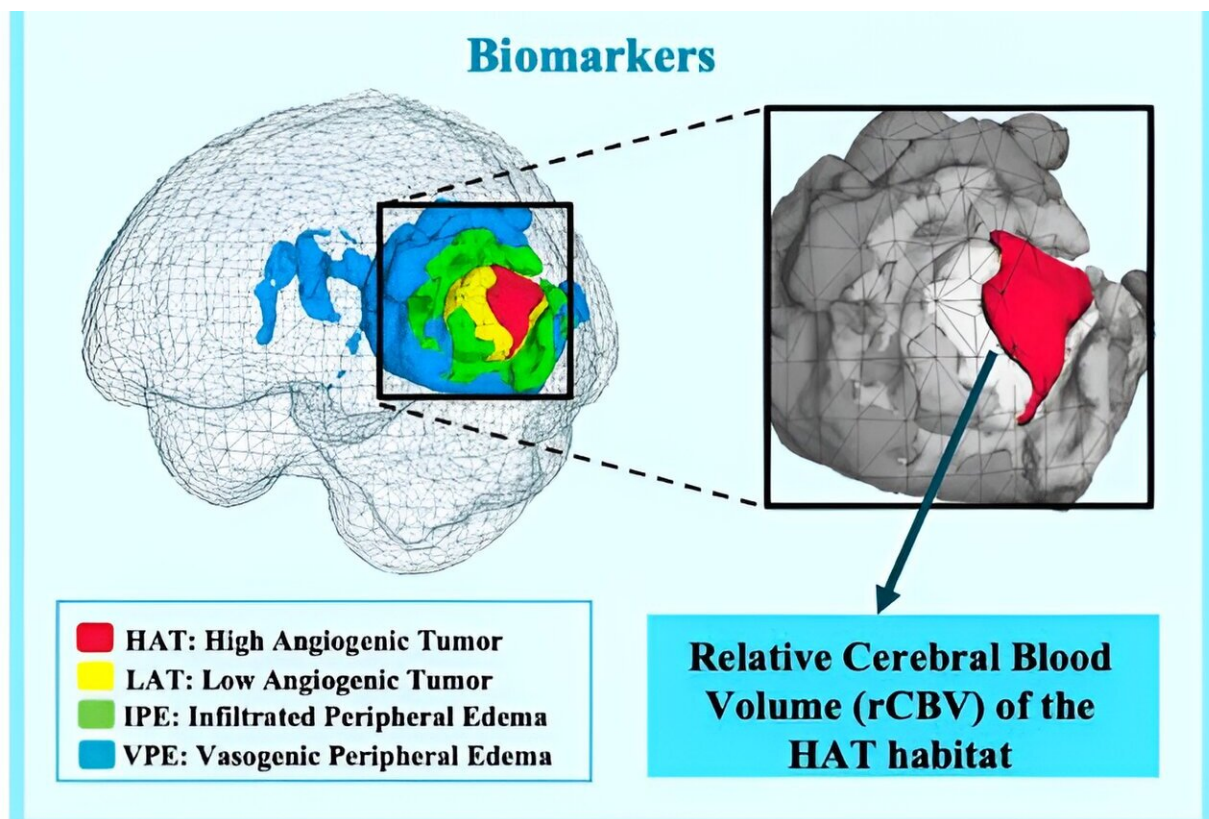 Biomarkers
HAT: High Angiogenic Tumor
LAT: Low Angiogenic Tumor
IPE: Infiltrated Peripheral Edema
VPE: Vasogenic Peripheral Edema
Relative Cerebral Blood
Volume (rCBV) of the
HAT habitat